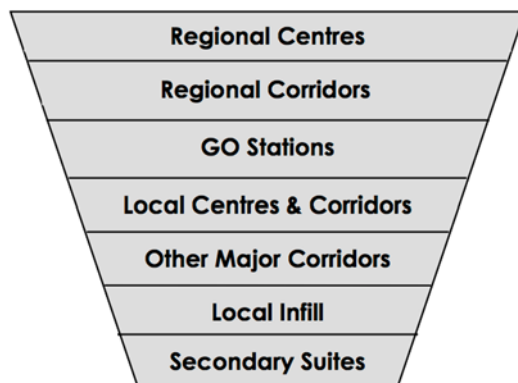 Regional Centres
Regional Corridors
GO Stations
Local Centres & Corridors
Other Major Corridors
Local Infill
Secondary Suites